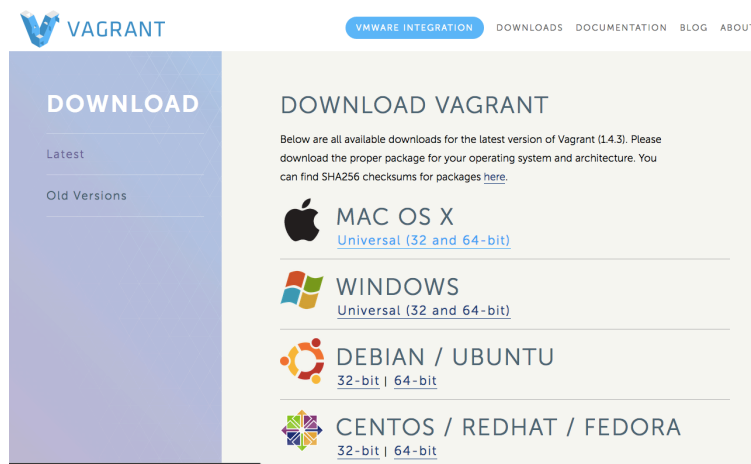 VAGRANT
VMWARE INTEGRATION DOWNLOADS DOCUMENTATION BLOG ABOUT
DOWNLOAD
Latest
Old Versions
DOWNLOAD VAGRANT
Below are all available downloads for the latest version of Vagrant (1.4.3). Please
download the proper package for your operating system and architecture. You
can find SHA256 checksums for packages here.
MAC OS X
Universal (32 and 64-bit)
WINDOWS
Universal (32 and 64-bit)
DEBIAN / UBUNTU
32-bit | 64-bit
CENTOS / REDHAT / FEDORA
32-bit | 64-bit